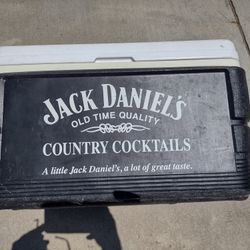 JACK DANIEL'S
OLD TIME QUALITY
COUNTRY COCKTAILS
A little Jack Daniel's, a lot of great taste.